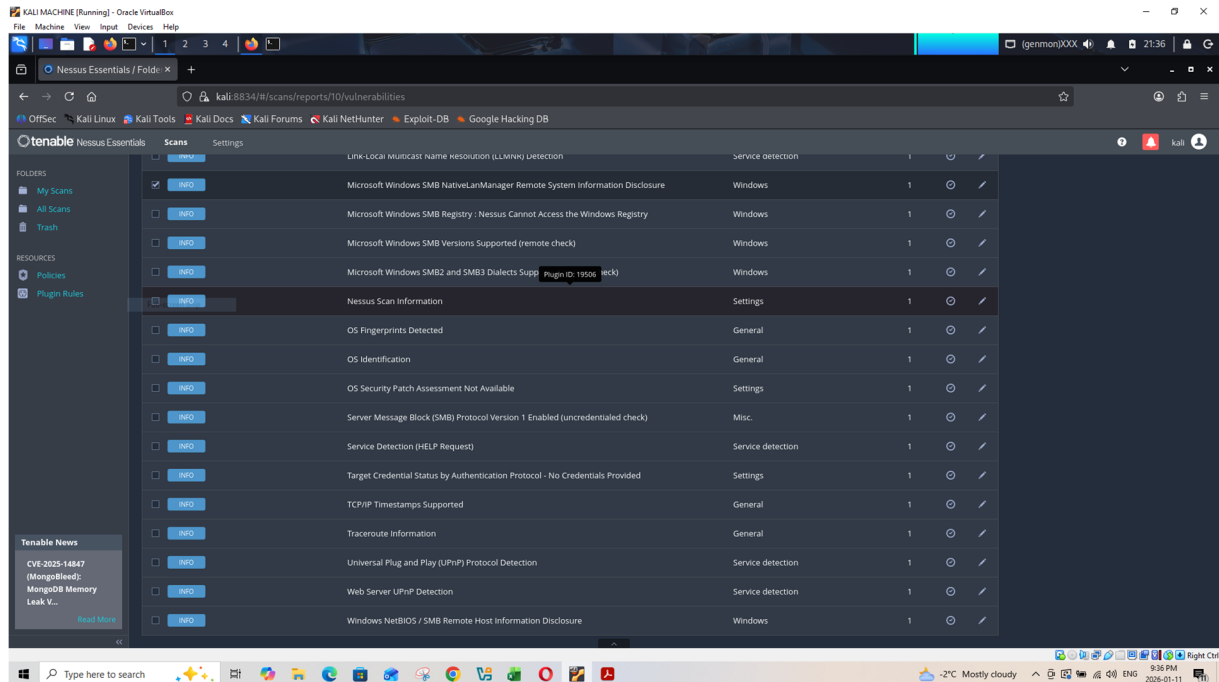 KALI MACHINE [Running] - Oracle VirtualBox
File Machine View Input Devices Help
1 2 3 4
(genmon)XXX 21:36
Nessus Essentials / Folde
kali:8834/#/scans/reports/10/vulnerabilities
OffSec Kali Linux Kali Tools Kali Docs Kali Forums Kali NetHunter Exploit-DB Google Hacking DB
tenable Nessus Essentials Scans Settings kali
FOLDERS
My Scans
All Scans
Trash
RESOURCES
Policies
Plugin Rules
INFO Link-Local Multicast Name Resolution (LLMNR) Detection Service detection 1
INFO Microsoft Windows SMB NativeLanManager Remote System Information Disclosure Windows 1
INFO Microsoft Windows SMB Registry : Nessus Cannot Access the Windows Registry Windows 1
INFO Microsoft Windows SMB Versions Supported (remote check) Windows 1
INFO Microsoft Windows SMB2 and SMB3 Dialects Supp eck) Windows 1
Plugin ID: 19506
INFO Nessus Scan Information Settings 1
INFO OS Fingerprints Detected General 1
INFO OS Identification General 1
INFO OS Security Patch Assessment Not Available Settings 1
INFO Server Message Block (SMB) Protocol Version 1 Enabled (uncredentialed check) Misc. 1
INFO Service Detection (HELP Request) Service detection 1
INFO Target Credential Status by Authentication Protocol - No Credentials Provided Settings 1
INFO TCP/IP Timestamps Supported General 1
INFO Traceroute Information General 1
INFO Universal Plug and Play (UPnP) Protocol Detection Service detection 1
INFO Web Server UPnP Detection Service detection 1
INFO Windows NetBIOS / SMB Remote Host Information Disclosure Windows 1
Tenable News
CVE-2025-14847
(MongoBleed):
MongoDB Memory
Leak V...
Read More
Right Ctrl
Type here to search
-2°C Mostly cloudy ENG
9:36 PM
2026-01-11